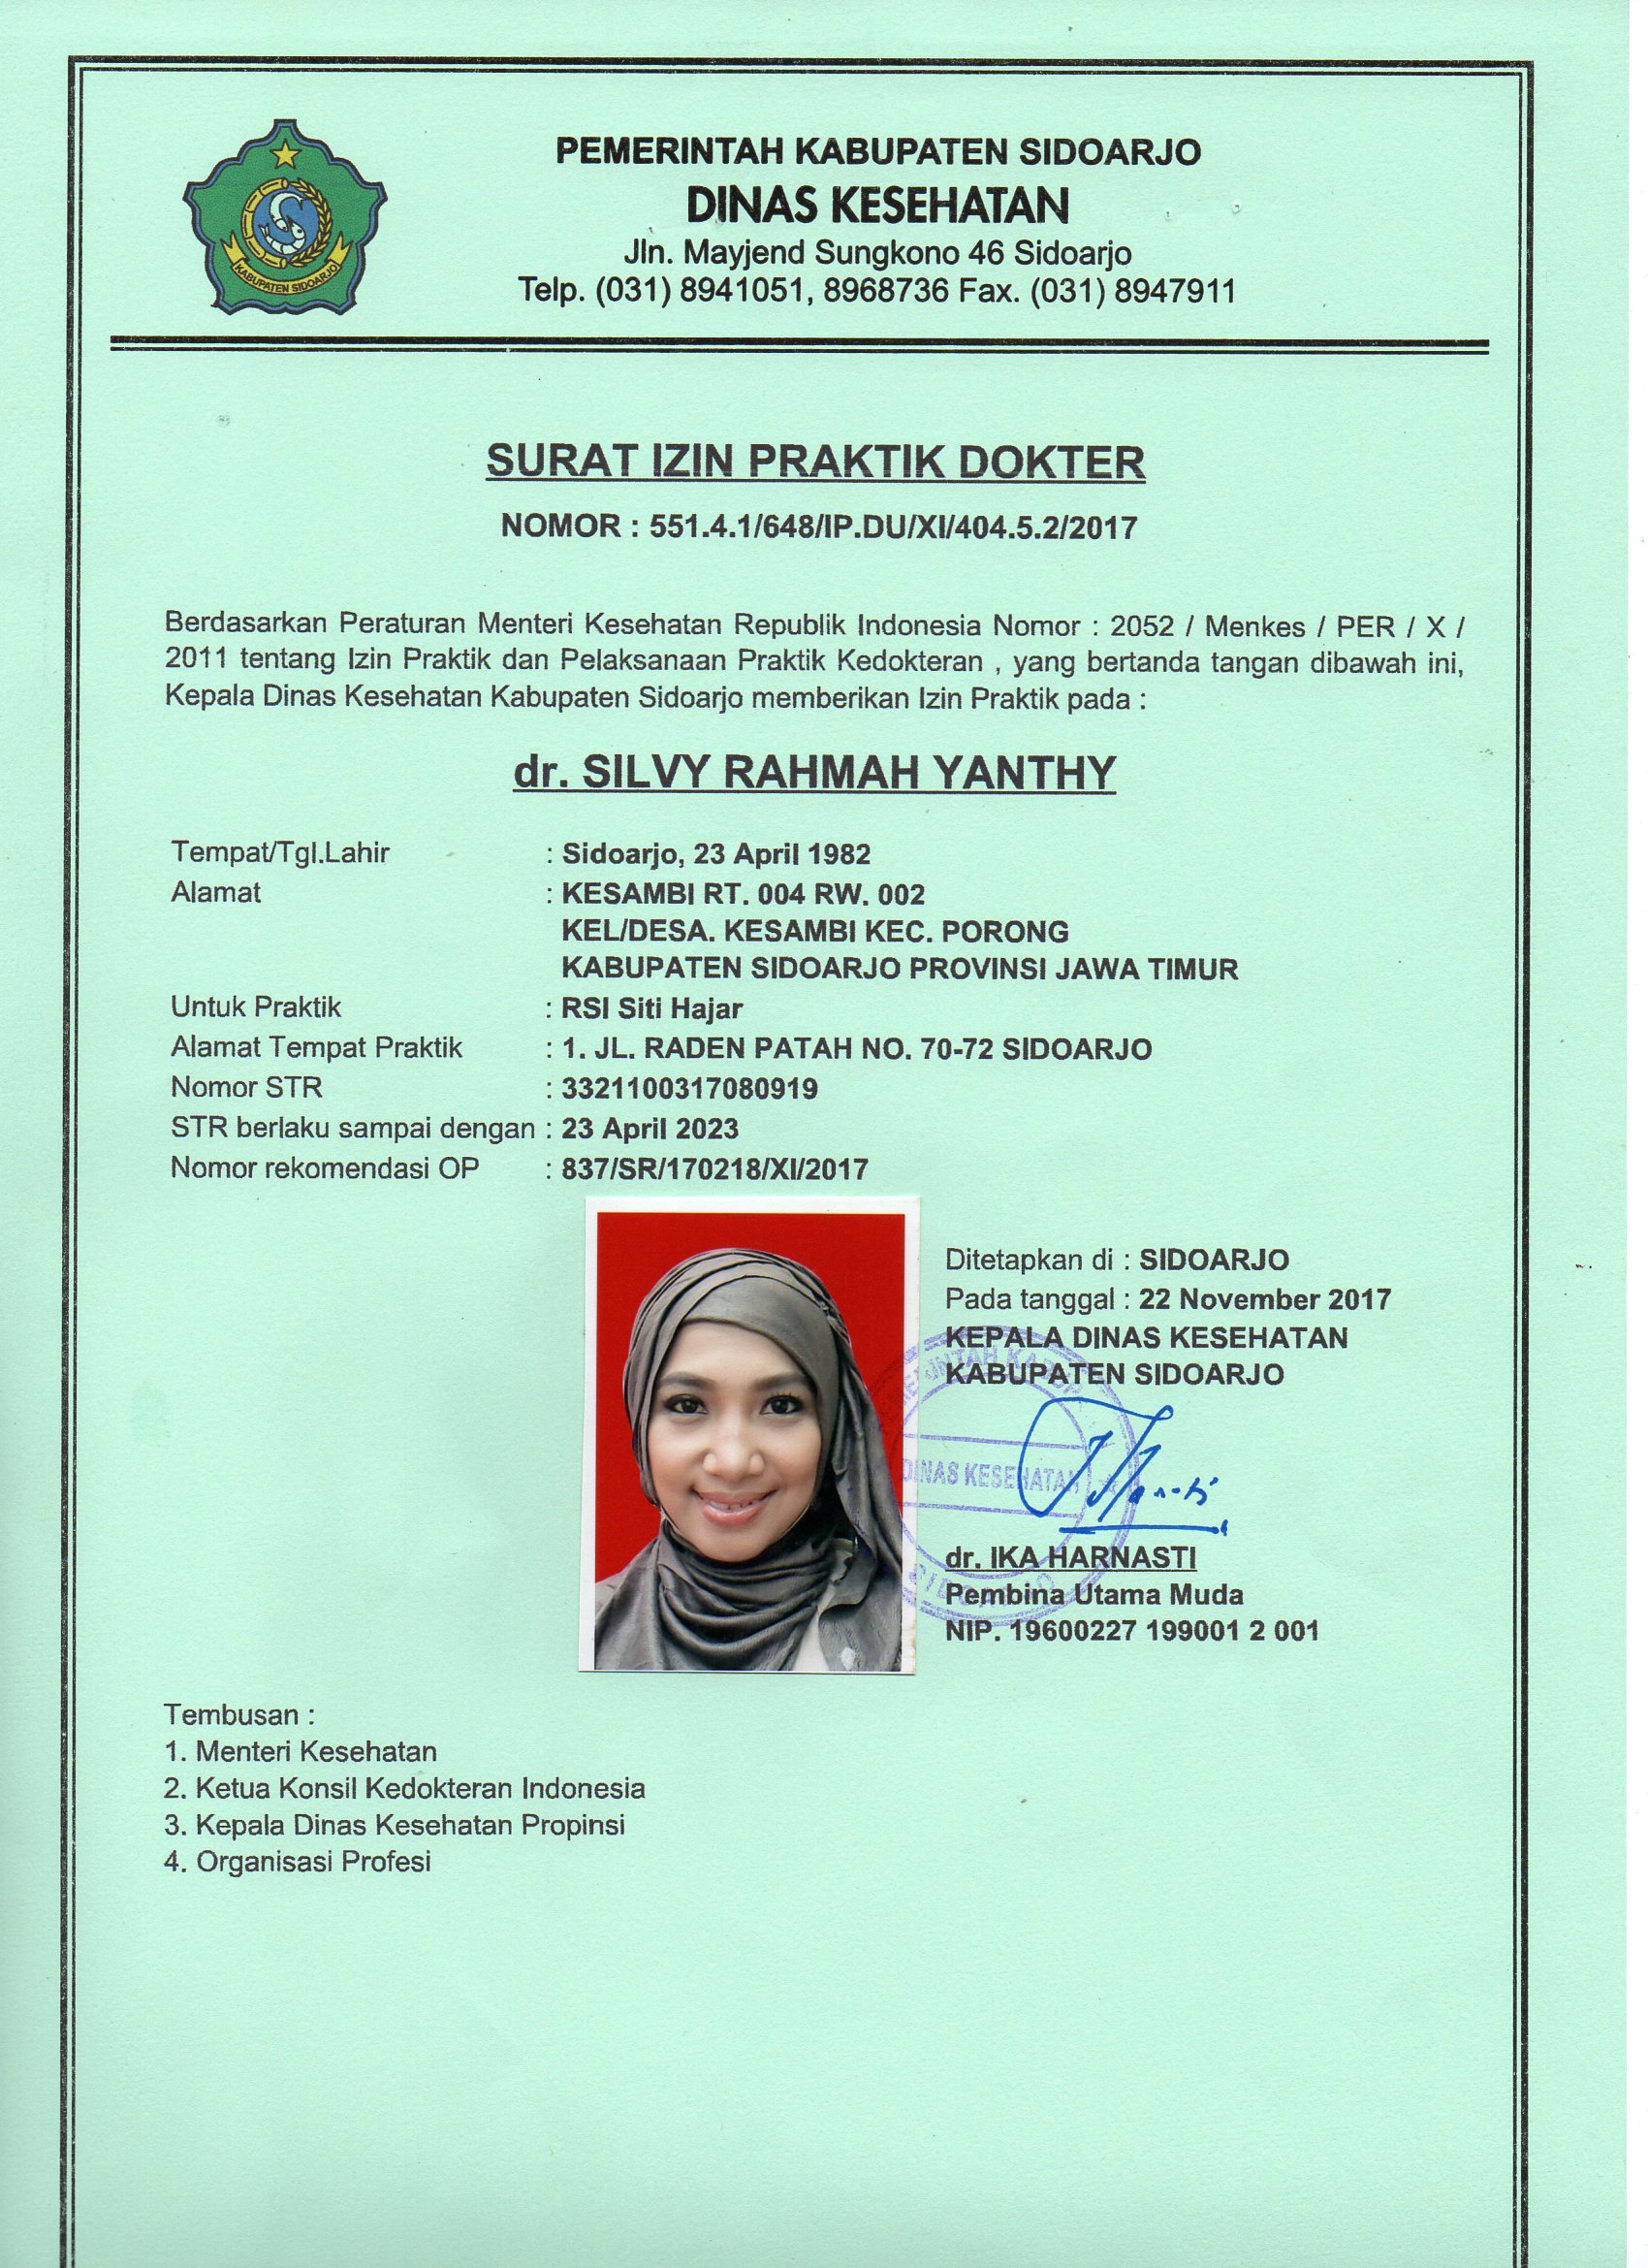 PEMERINTAH KABUPATEN SIDOARJO
DINAS KESEHATAN
Jln. Mayjend Sungkono 46 Sidoarjo
Telp. (031) 8941051, 8968736 Fax. (031) 8947911
KABUPATEN SIDOARJO
SURAT IZIN PRAKTIK DOKTER
NOMOR : 551.4.1/648/IP.DU/XI/404.5.2/2017
Berdasarkan Peraturan Menteri Kesehatan Republik Indonesia Nomor : 2052 / Menkes / PER / X /
2011 tentang Izin Praktik dan Pelaksanaan Praktik Kedokteran , yang bertanda tangan dibawah ini,
Kepala Dinas Kesehatan Kabupaten Sidoarjo memberikan Izin Praktik pada :
dr. SILVY RAHMAH YANTHY
Tempat/Tgl.Lahir : Sidoarjo, 23 April 1982
Alamat : KESAMBI RT. 004 RW. 002
KEL/DESA. KESAMBI KEC. PORONG
KABUPATEN SIDOARJO PROVINSI JAWA TIMUR
Untuk Praktik : RSI Siti Hajar
Alamat Tempat Praktik : 1. JL. RADEN PATAH NO. 70-72 SIDOARJO
Nomor STR : 3321100317080919
STR berlaku sampai dengan : 23 April 2023
Nomor rekomendasi OP : 837/SR/170218/XI/2017
Ditetapkan di : SIDOARJO
Pada tanggal : 22 November 2017
KEPALA DINAS KESEHATAN
KABUPATEN SIDOARJO
DINAS KESEHATAN
SIDOARJO
dr. IKA HARNASTI
Pembina Utama Muda
NIP. 19600227 199001 2 001
Tembusan :
1. Menteri Kesehatan
2. Ketua Konsil Kedokteran Indonesia
3. Kepala Dinas Kesehatan Propinsi
4. Organisasi Profesi